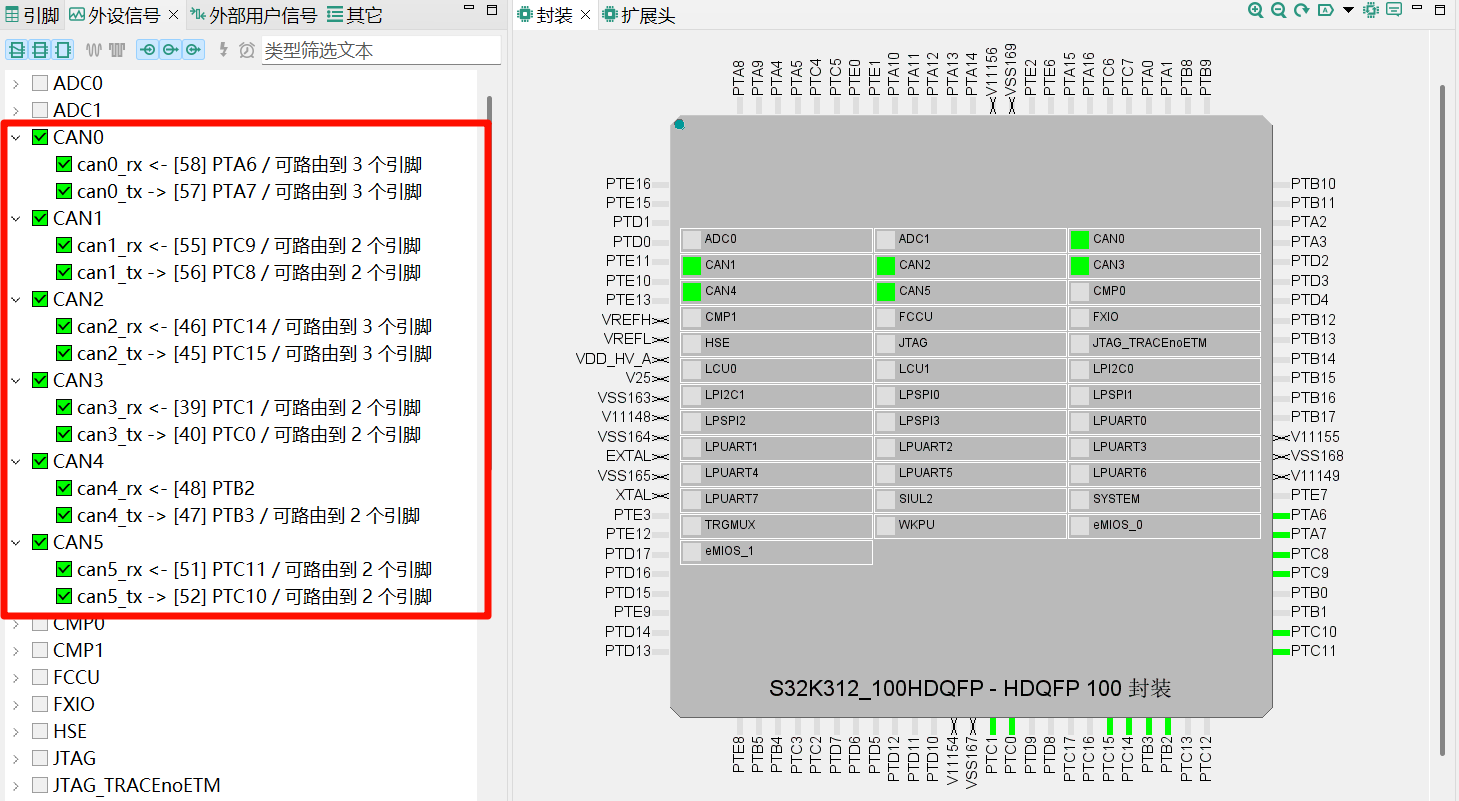 引脚 外设信号 外部用户信号 其它
类型筛选文本
ADC0
ADC1
CAN0
can0_rx <- [58] PTA6 / 可路由到 3 个引脚
can0_tx -> [57] PTA7 / 可路由到 3 个引脚
CAN1
can1_rx <- [55] PTC9 / 可路由到 2 个引脚
can1_tx -> [56] PTC8 / 可路由到 2 个引脚
CAN2
can2_rx <- [46] PTC14 / 可路由到 3 个引脚
can2_tx -> [45] PTC15 / 可路由到 3 个引脚
CAN3
can3_rx <- [39] PTC1 / 可路由到 2 个引脚
can3_tx -> [40] PTC0 / 可路由到 2 个引脚
CAN4
can4_rx <- [48] PTB2
can4_tx -> [47] PTB3 / 可路由到 2 个引脚
CAN5
can5_rx <- [51] PTC11 / 可路由到 2 个引脚
can5_tx -> [52] PTC10 / 可路由到 2 个引脚
CMP0
CMP1
FCCU
FXIO
HSE
JTAG
JTAG_TRACEnoETM
封装 扩展头
PTA8 PTA9 PTA4 PTA5 PTC4 PTC5 PTE0 PTE1 PTA10 PTA11 PTA12 PTA13 PTA14 V11156 VSS169 PTE2 PTE6 PTA15 PTA16 PTC6 PTC7 PTA0 PTA1 PTB8 PTB9
PTE16
PTE15
PTD1
PTD0
PTE11
PTE10
PTE13
VREFH
VREFL
VDD_HV_A
V25
VSS163
V11148
VSS164
EXTAL
VSS165
XTAL
PTE3
PTE12
PTD17
PTD16
PTD15
PTE9
PTD14
PTD13
ADC0 ADC1 CAN0
CAN1 CAN2 CAN3
CAN4 CAN5 CMP0
CMP1 FCCU FXIO
HSE JTAG JTAG_TRACEnoETM
LCU0 LCU1 LPI2C0
LPI2C1 LPSPI0 LPSPI1
LPSPI2 LPSPI3 LPUART0
LPUART1 LPUART2 LPUART3
LPUART4 LPUART5 LPUART6
LPUART7 SIUL2 SYSTEM
TRGMUX WKPU eMIOS_0
eMIOS_1
S32K312_100HDQFP - HDQFP 100 封装
PTB10
PTB11
PTA2
PTA3
PTD2
PTD3
PTD4
PTB12
PTB13
PTB14
PTB15
PTB16
PTB17
V11155
VSS168
V11149
PTE7
PTA6
PTA7
PTC8
PTC9
PTB0
PTB1
PTC10
PTC11
PTE8 PTB5 PTB4 PTC3 PTC2 PTD7 PTD6 PTD5 PTD12 PTD11 PTD10 V11154 VSS167 PTC1 PTC0 PTD9 PTD8 PTC17 PTC16 PTC15 PTC14 PTB3 PTB2 PTC13 PTC12